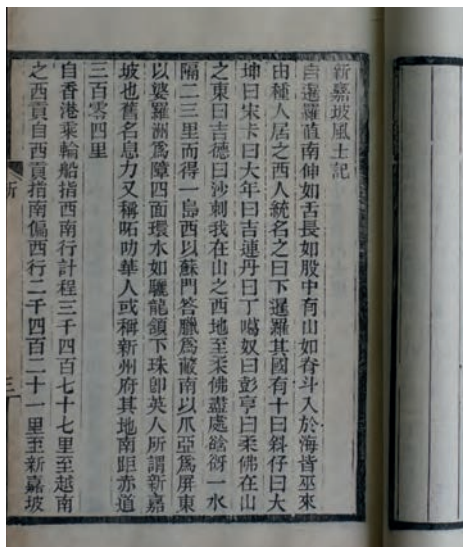 新嘉坡風土記
自暹羅直南伸如舌長如股中有山如脊斗入於海皆巫來
由種人居之西人統名之曰下暹羅其國有十曰斜仔曰大
坤曰宋卡曰大年曰吉連丹曰丁噶奴曰彭亨曰柔佛在山
之東曰吉德曰沙剌我在山之西地至柔佛盡處谽谺一水
隔二三里而得一島西以蘇門答臘爲蔽南以爪亞爲屏東
以婆羅洲爲障四面環水如驪龍頷下珠卽英人所謂新嘉
坡也舊名息力又稱㗂叻華人或稱新州府其地南距赤道
三百零四里
自香港乘輪船指西南行計程三千四百七十七里至越南
之西貢自西貢指南偏西行二千四百二十一里至新嘉坡
新
三